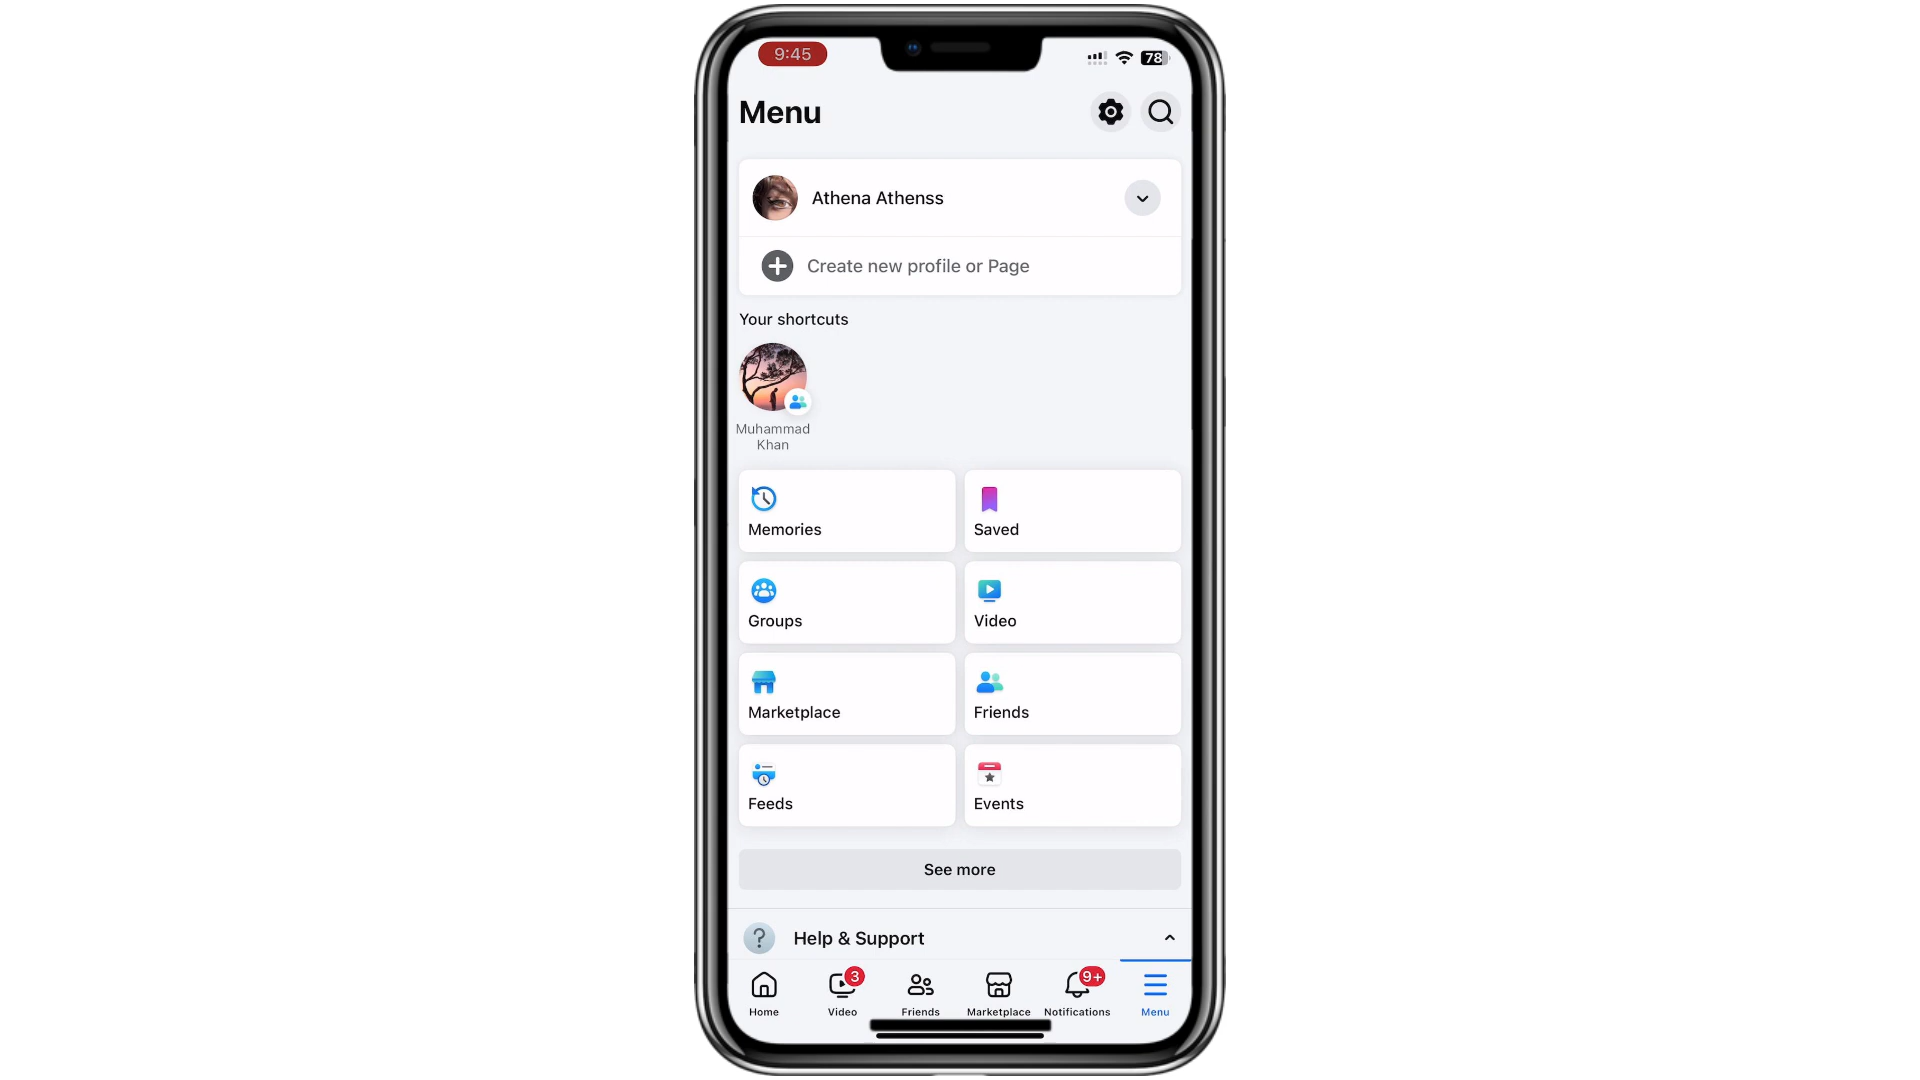 9:45
78
Menu
Athena Athenss
Create new profile or Page
Your shortcuts
Muhammad
Khan
Memories
Saved
Groups
Video
Marketplace
Friends
Feeds
Events
See more
? Help & Support
3
9+
Home
Video
Friends
Marketplace
Notifications
Menu